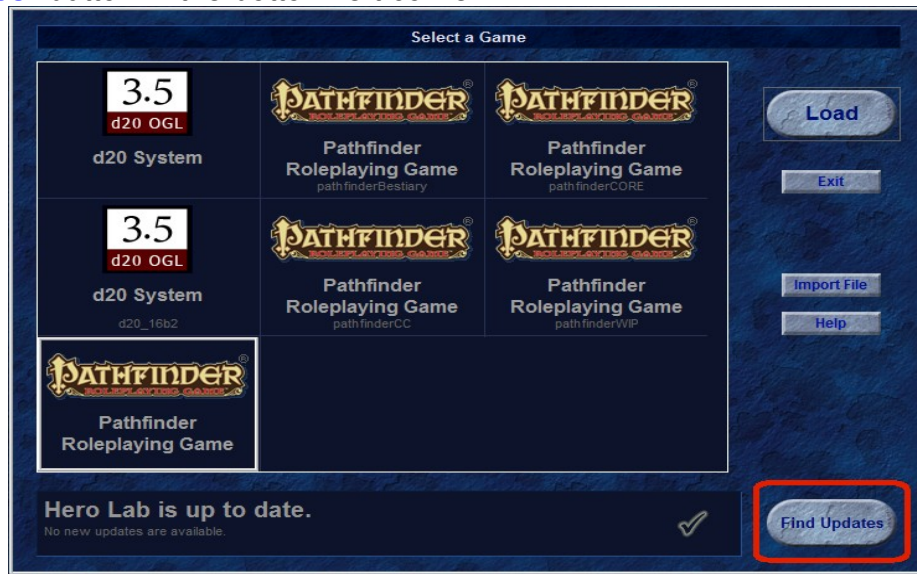 Select a Game
3.5
d20 OGL
d20 System
PATHFINDER®
ROLEPLAYING GAME
Pathfinder
Roleplaying Game
pathfinderBestiary
PATHFINDER®
ROLEPLAYING GAME
Pathfinder
Roleplaying Game
pathfinderCORE
3.5
d20 OGL
d20 System
d20_16b2
PATHFINDER®
ROLEPLAYING GAME
Pathfinder
Roleplaying Game
pathfinderCC
PATHFINDER®
ROLEPLAYING GAME
Pathfinder
Roleplaying Game
pathfinderWIP
PATHFINDER®
ROLEPLAYING GAME
Pathfinder
Roleplaying Game
Load
Exit
Import File
Help
Hero Lab is up to date.
No new updates are available.
Find Updates